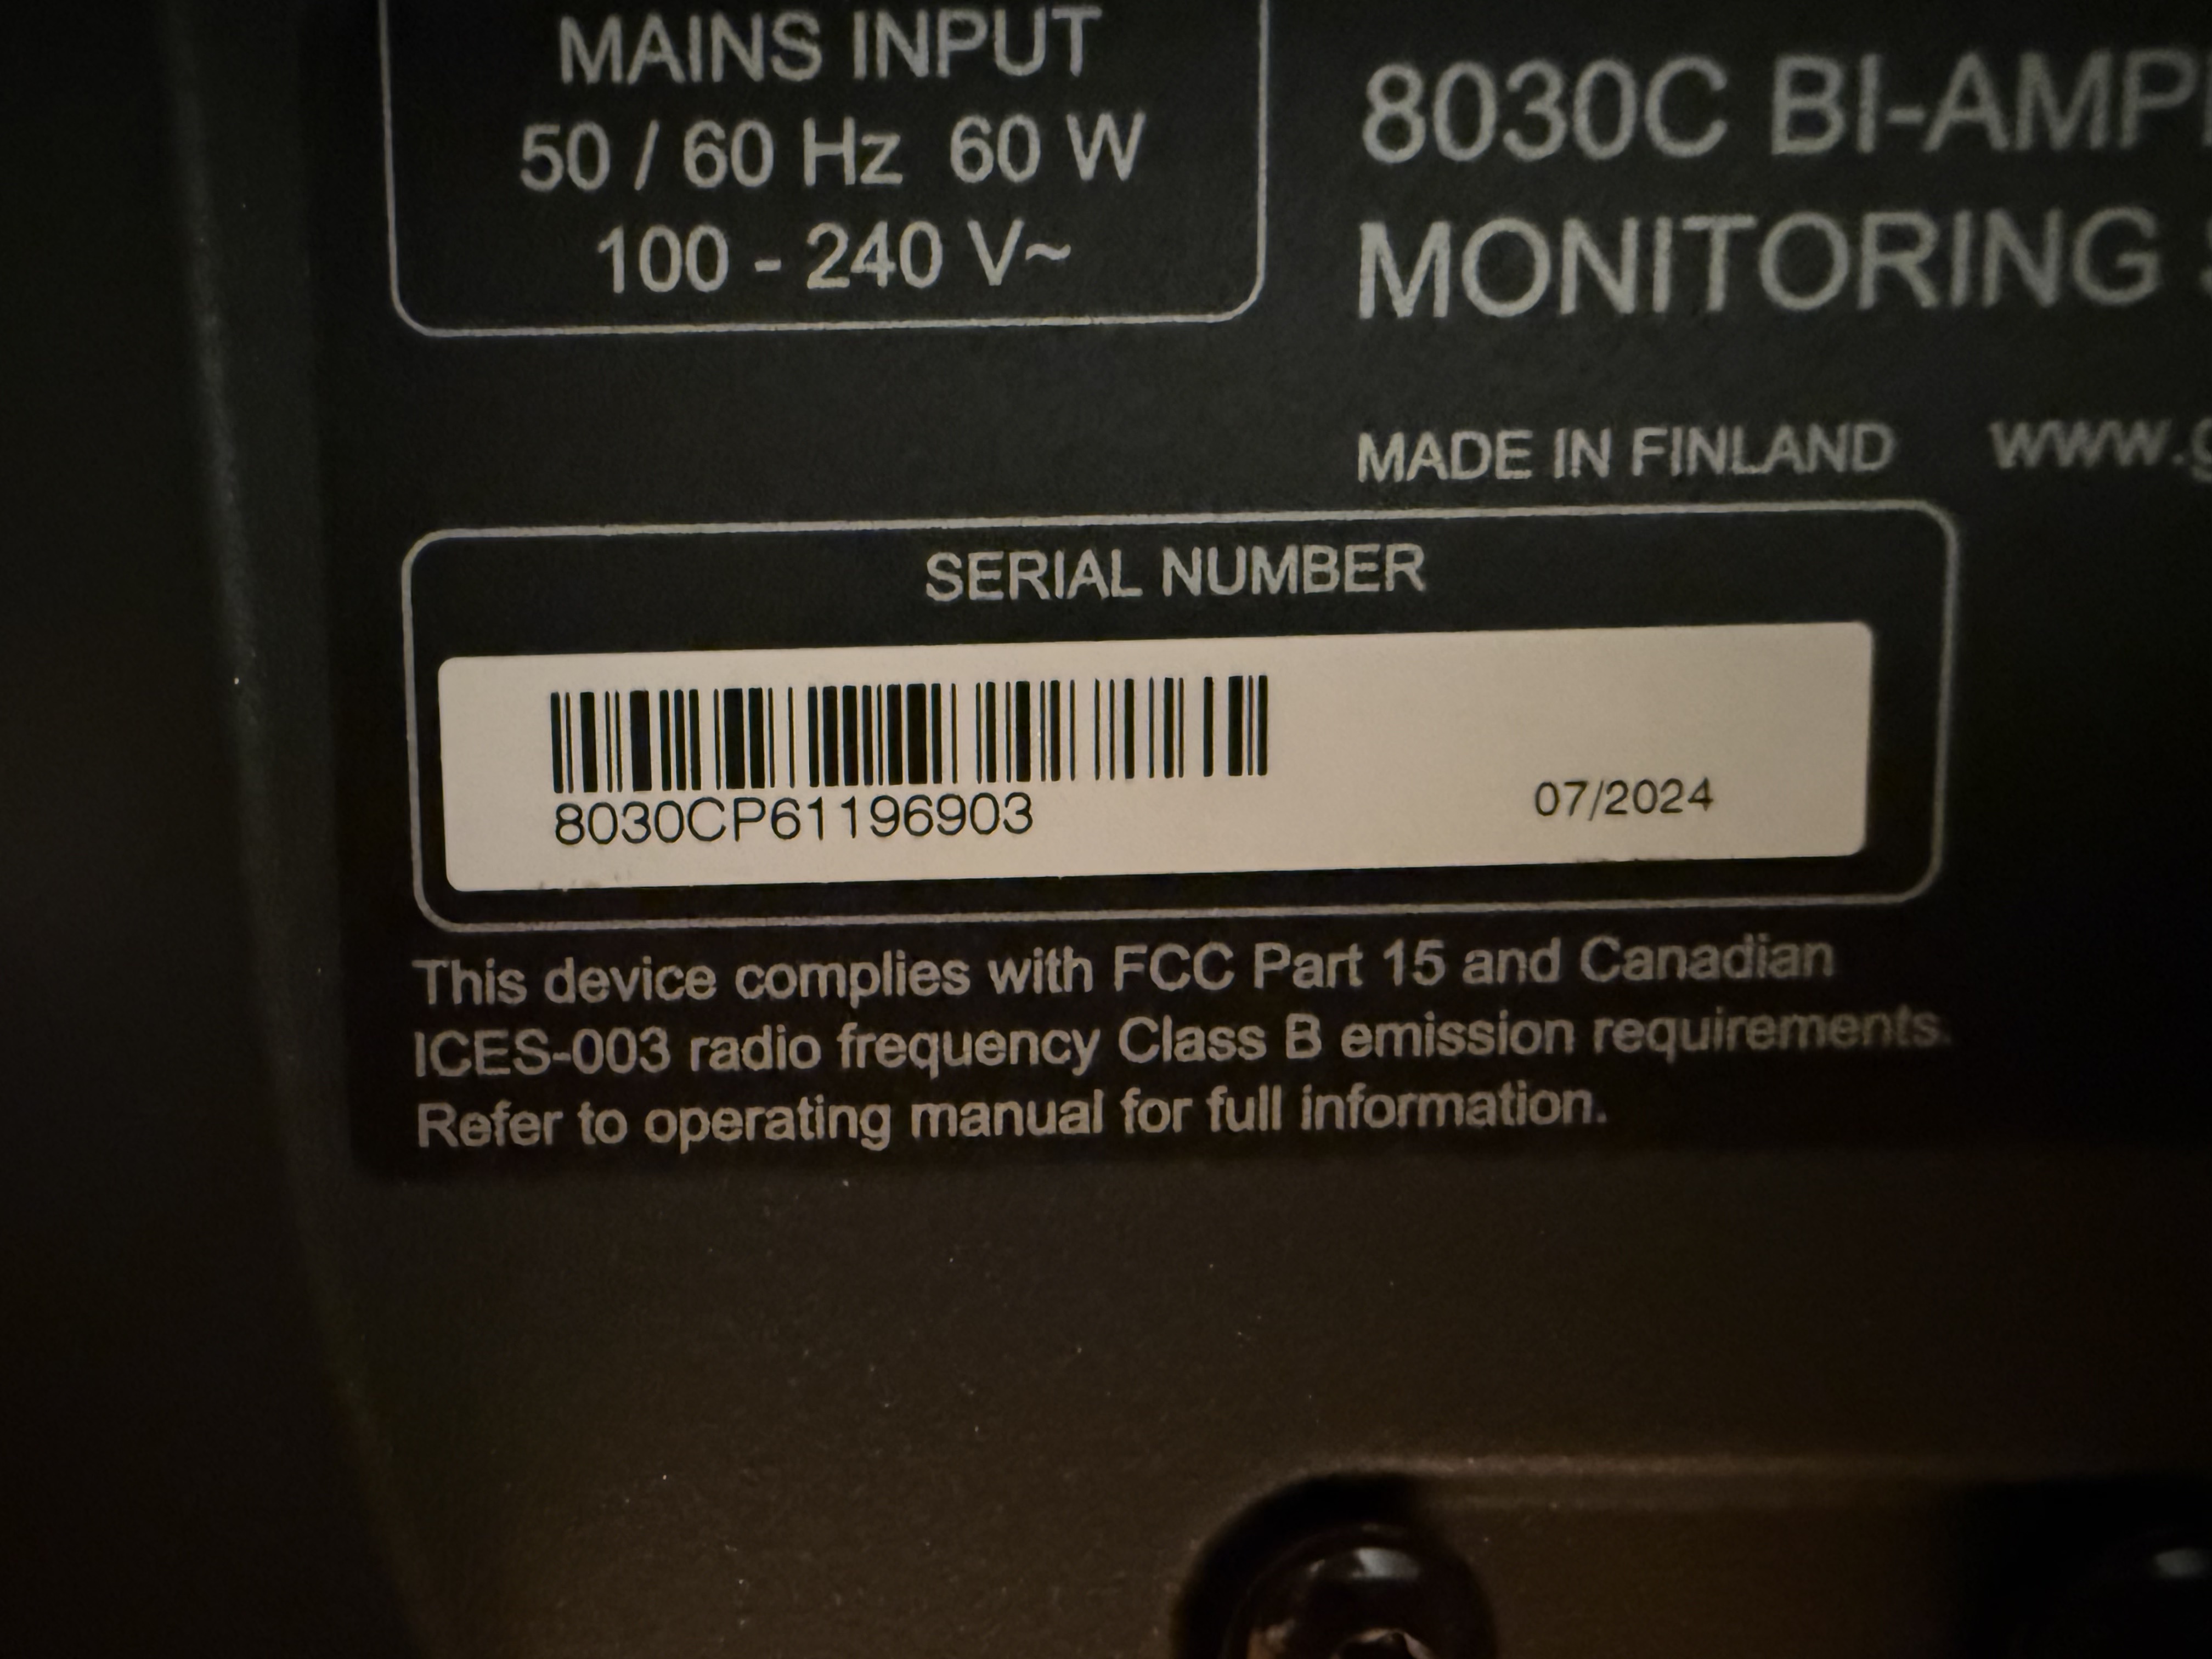 MAINS INPUT
50 / 60 Hz 60 W
100 - 240 V~
8030C BI-AMP
MONITORING
MADE IN FINLAND www.g
SERIAL NUMBER
8030CP61196903
07/2024
This device complies with FCC Part 15 and Canadian
ICES-003 radio frequency Class B emission requirements.
Refer to operating manual for full information.